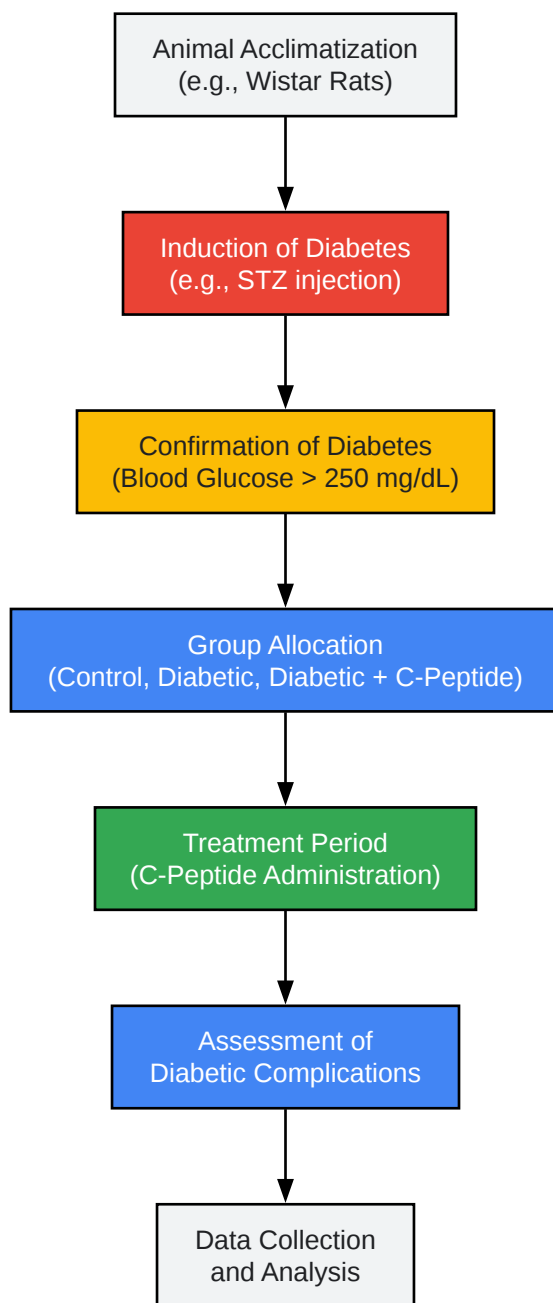 Animal Acclimatization
(e.g., Wistar Rats)
Induction of Diabetes
(e.g., STZ injection)
Confirmation of Diabetes
(Blood Glucose > 250 mg/dL)
Group Allocation
(Control, Diabetic, Diabetic + C-Peptide)
Treatment Period
(C-Peptide Administration)
Assessment of
Diabetic Complications
Data Collection
and Analysis